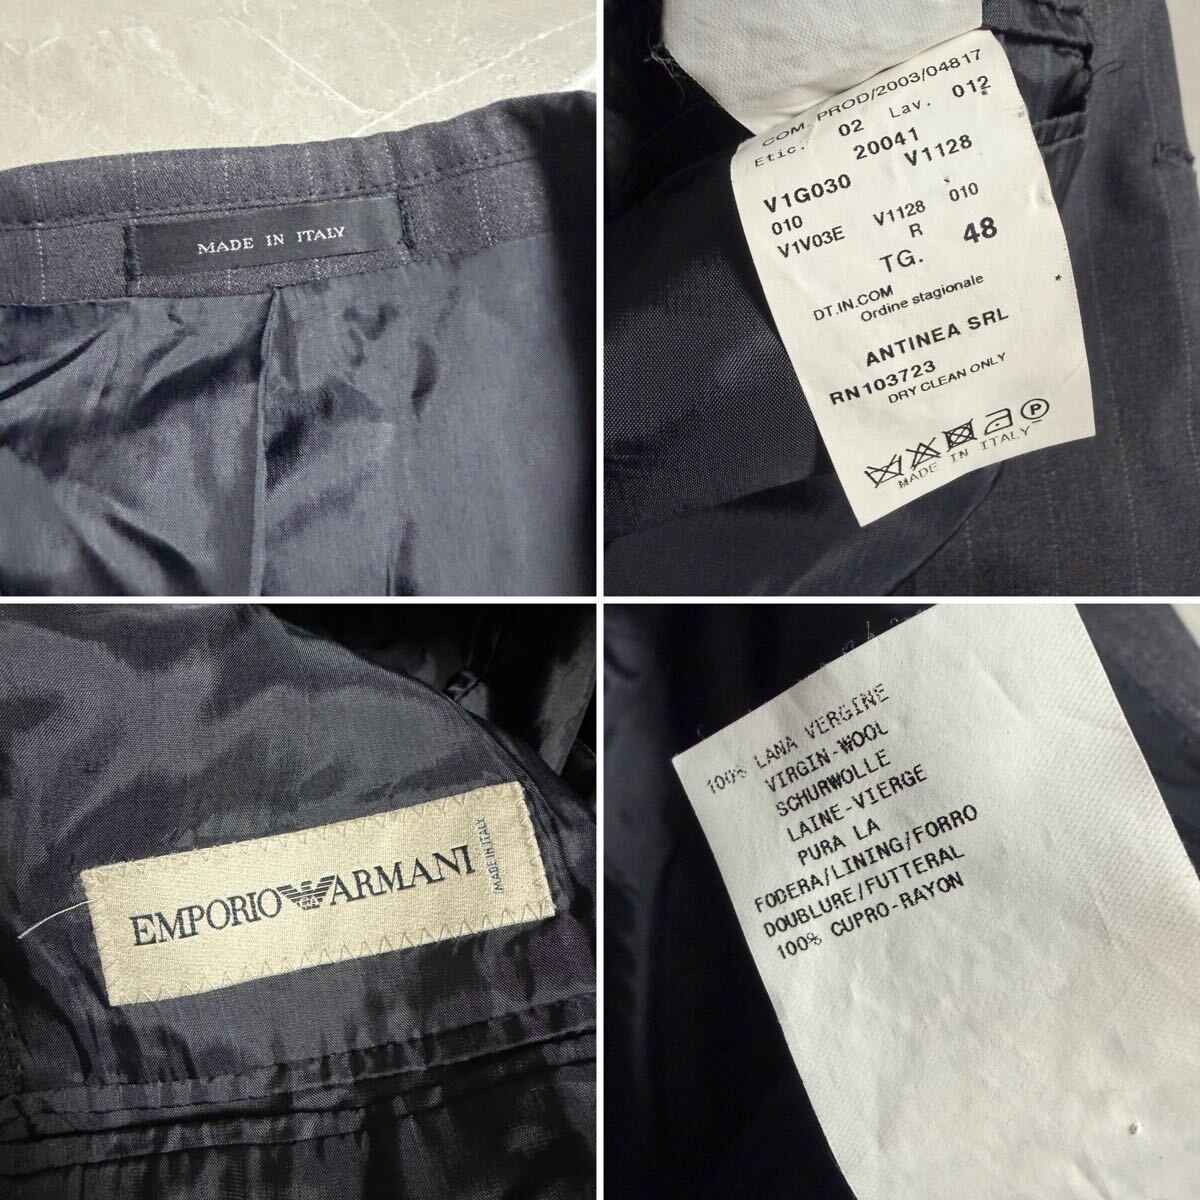 MADE IN ITALY
COM. PROD/2003/04817
Etic. 02 Lav. 012
20041
V1G030 V1128
010
V1V03E V1128 010
R
TG. 48
DT.IN.COM
Ordine stagionale *
ANTINEA SRL
RN103723
DRY CLEAN ONLY
P
MADE IN ITALY
EMPORIO ARMANI
MADE IN ITALY
100% LANA VERGINE
VIRGIN-WOOL
SCHURWOLLE
LAINE-VIERGE
PURA LA
FODERA/LINING/FORRO
DOUBLURE/FUTTERAL
100% CUPRO-RAYON